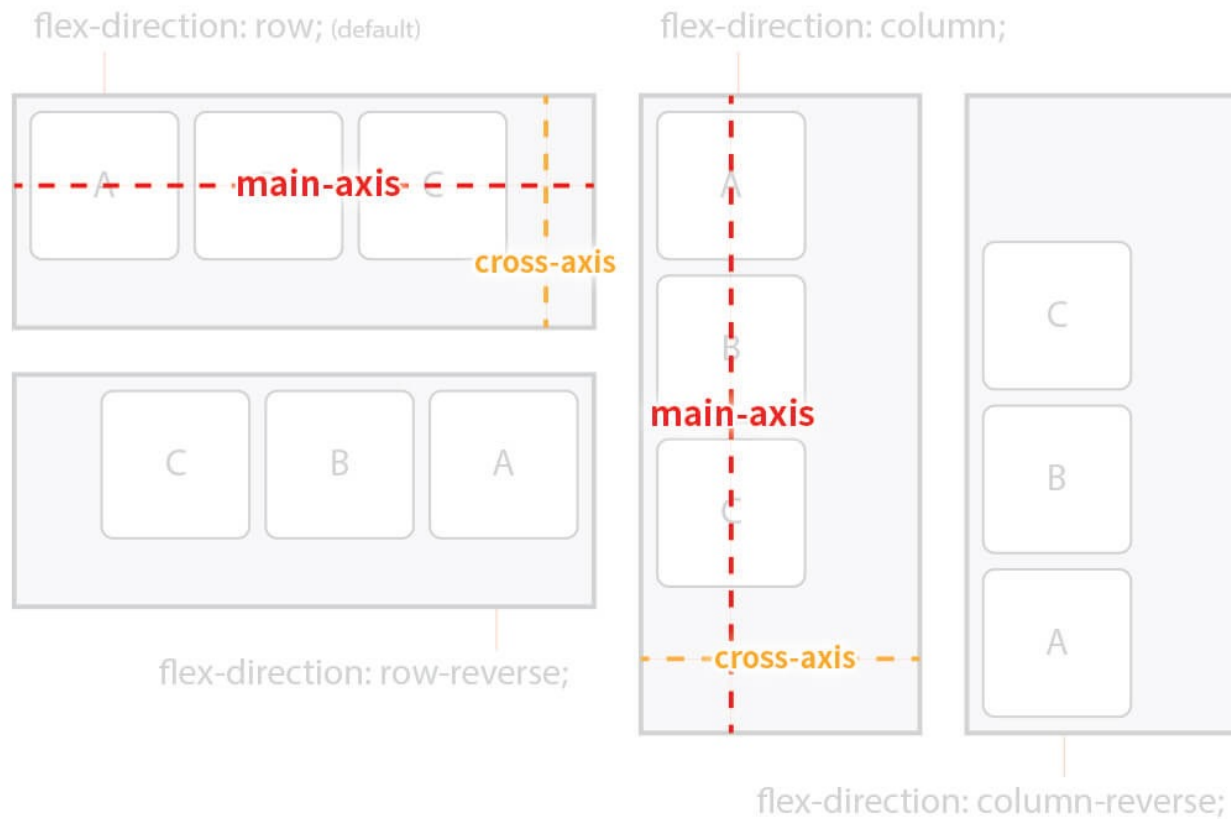 flex-direction: row; (default)
A main-axis C
cross-axis
C B A
flex-direction: row-reverse;
flex-direction: column;
A
B
main-axis
C
cross-axis
C
B
A
flex-direction: column-reverse;